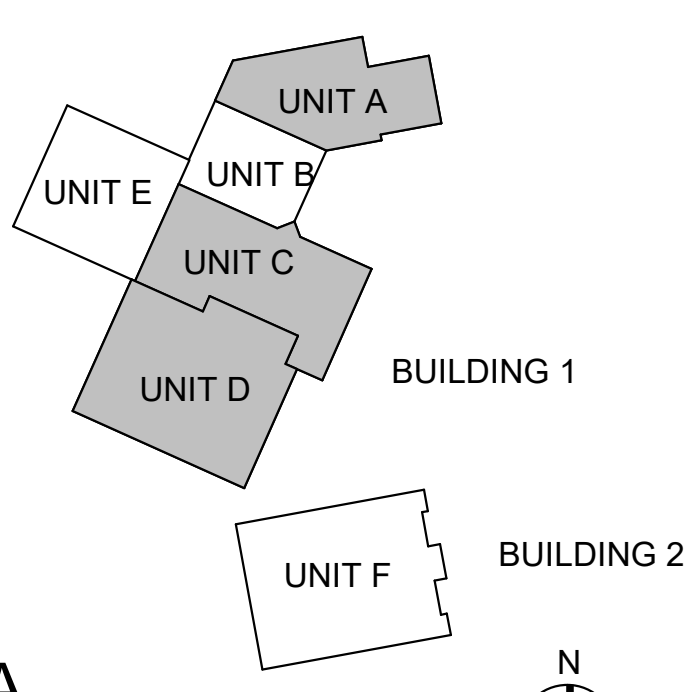 UNIT A
UNIT B
UNIT E
UNIT C
BUILDING 1
UNIT D
BUILDING 2
UNIT F
N
A